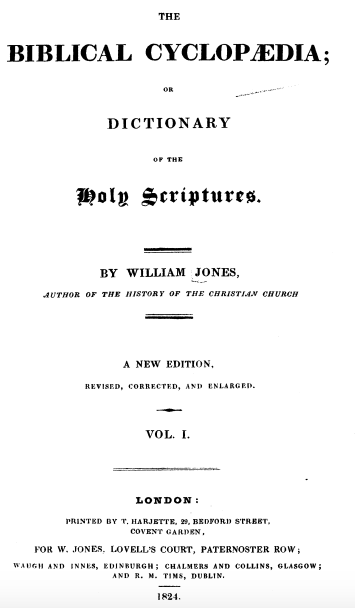 THE
BIBLICAL CYCLOPÆDIA;
OR
DICTIONARY
OF THE
Holy Scriptures.
BY WILLIAM JONES,
AUTHOR OF THE HISTORY OF THE CHRISTIAN CHURCH
A NEW EDITION,
REVISED, CORRECTED, AND ENLARGED.
VOL. I.
LONDON:
PRINTED BY T. HARJETTE, 29, BEDFORD STREET,
COVENT GARDEN,
FOR W. JONES, LOVELL'S COURT, PATERNOSTER ROW;
WAUGH AND INNES, EDINBURGH; CHALMERS AND COLLINS, GLASGOW;
AND R. M. TIMS, DUBLIN.
1824.